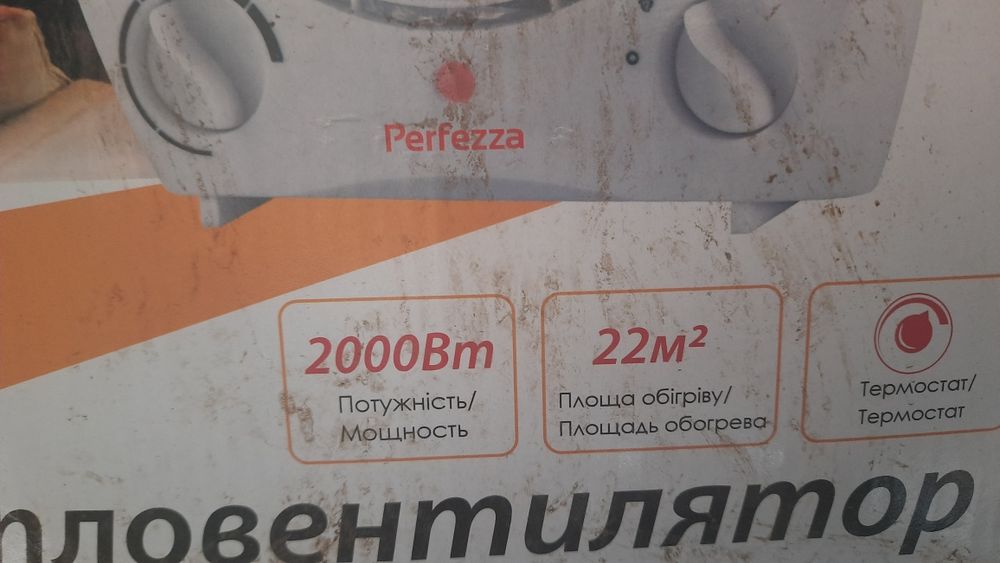 Perfezza
2000Вт
Потужність/
Мощность
22м²
Площа обігріву/
Площадь обогрева
Термостат/
Термостат
пловентилятор